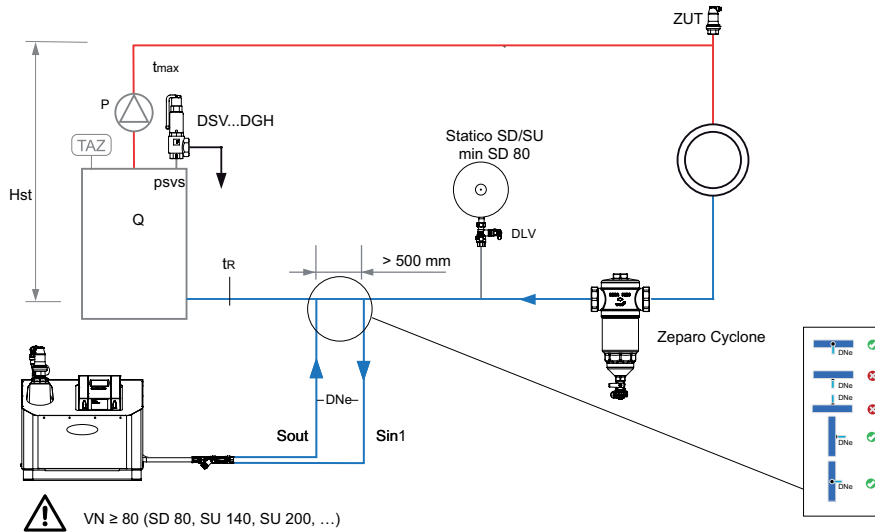 ZUT
tmax
P
DSV...DGH
TAZ
psvs
Statico SD/SU
min SD 80
Hst
Q
DLV
> 500 mm
tR
Zeparo Cyclone
DNe
DNe
DNe
DNe
DNe
DNe
Sout
Sin1
VN ≥ 80 (SD 80, SU 140, SU 200, …)